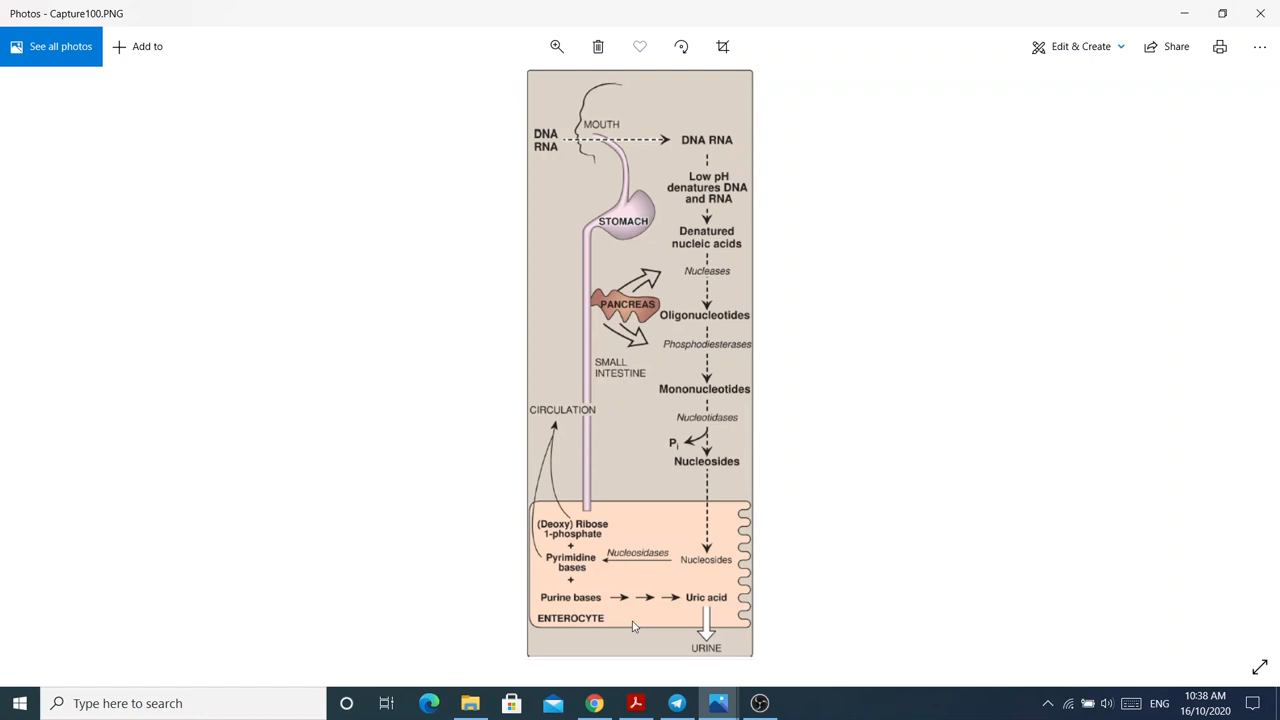 Photos - Capture100.PNG
See all photos
Add to
Edit & Create
Share
MOUTH
DNA
RNA
DNA RNA
Low pH
denatures DNA
and RNA
STOMACH
Denatured
nucleic acids
Nucleases
PANCREAS
Oligonucleotides
Phosphodiesterases
SMALL
INTESTINE
Mononucleotides
CIRCULATION
Nucleotidases
Pi
Nucleosides
(Deoxy) Ribose
1-phosphate
+
Pyrimidine
bases
+
Nucleosidases
Nucleosides
Purine bases
Uric acid
ENTEROCYTE
URINE
Type here to search
ENG
10:38 AM
16/10/2020